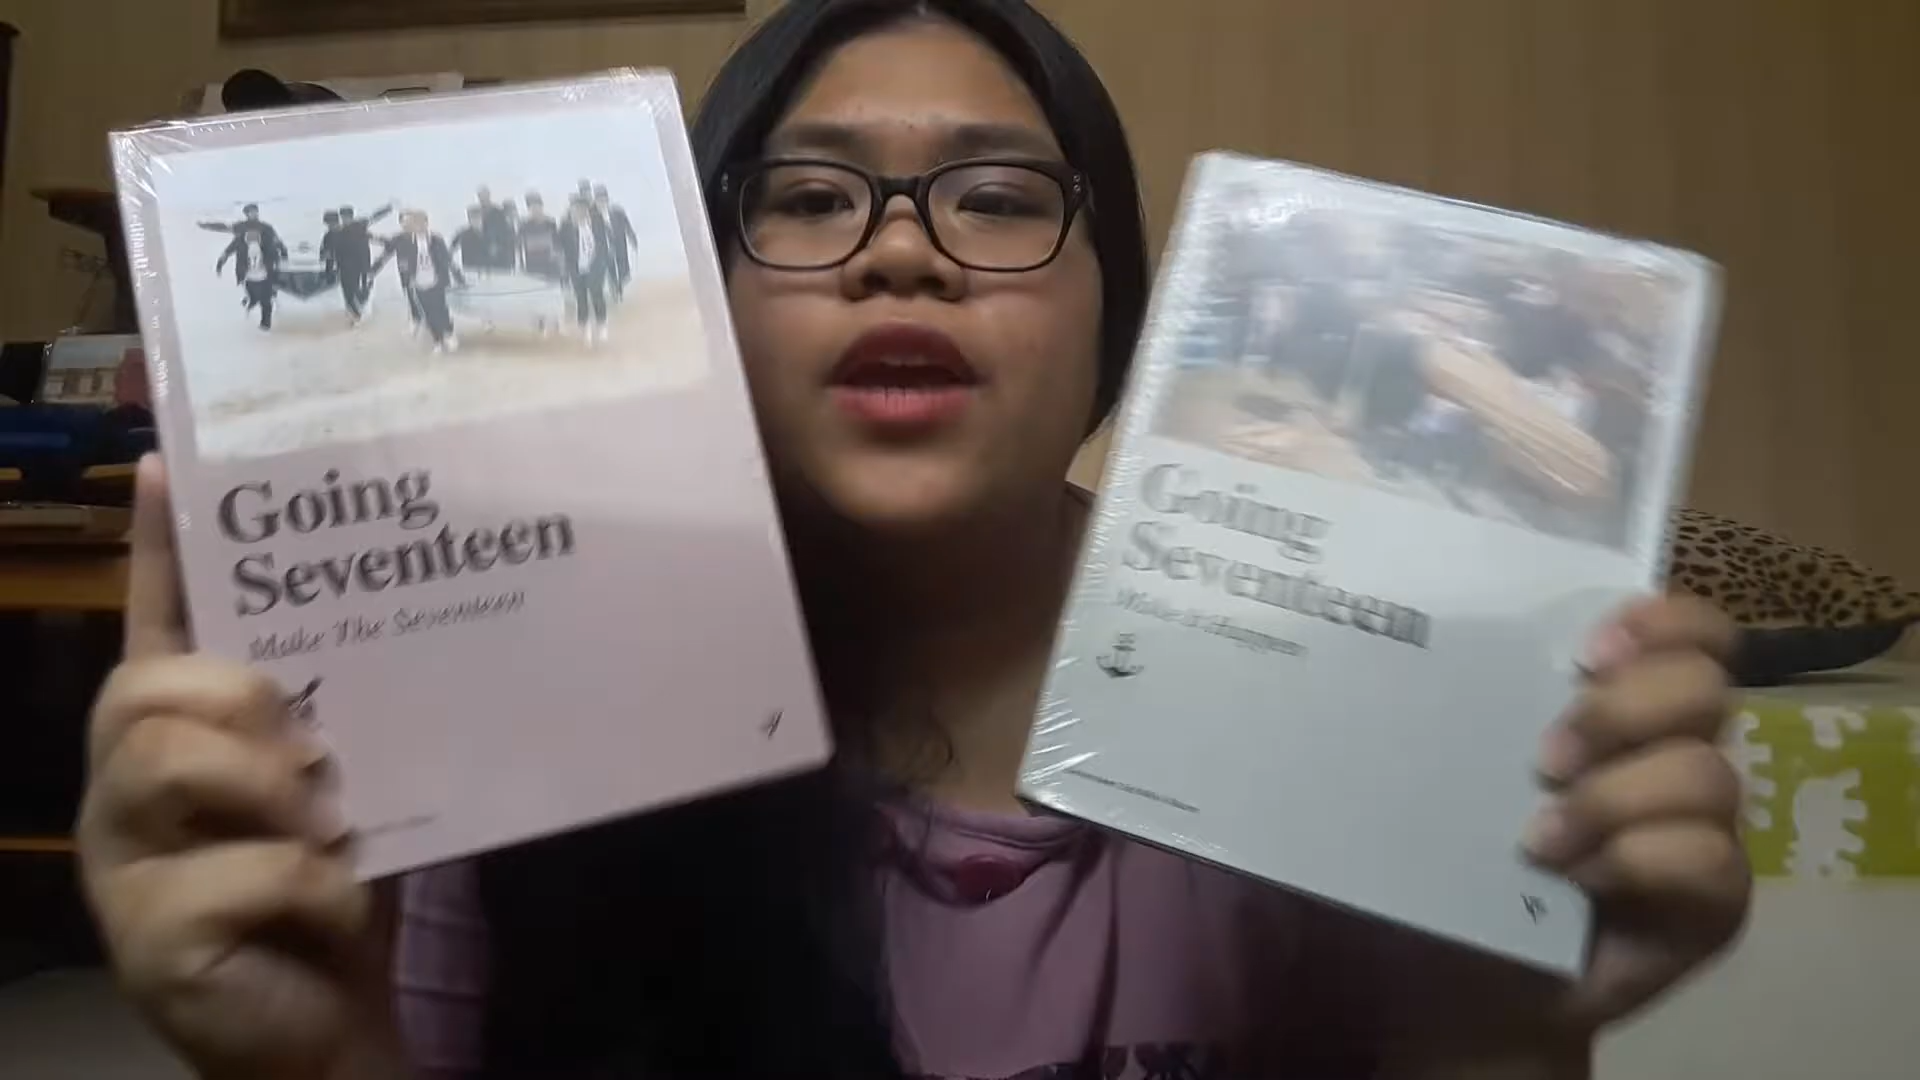 Going
Seventeen
Make The Seventeen
Going
Seventeen
Make It Happen